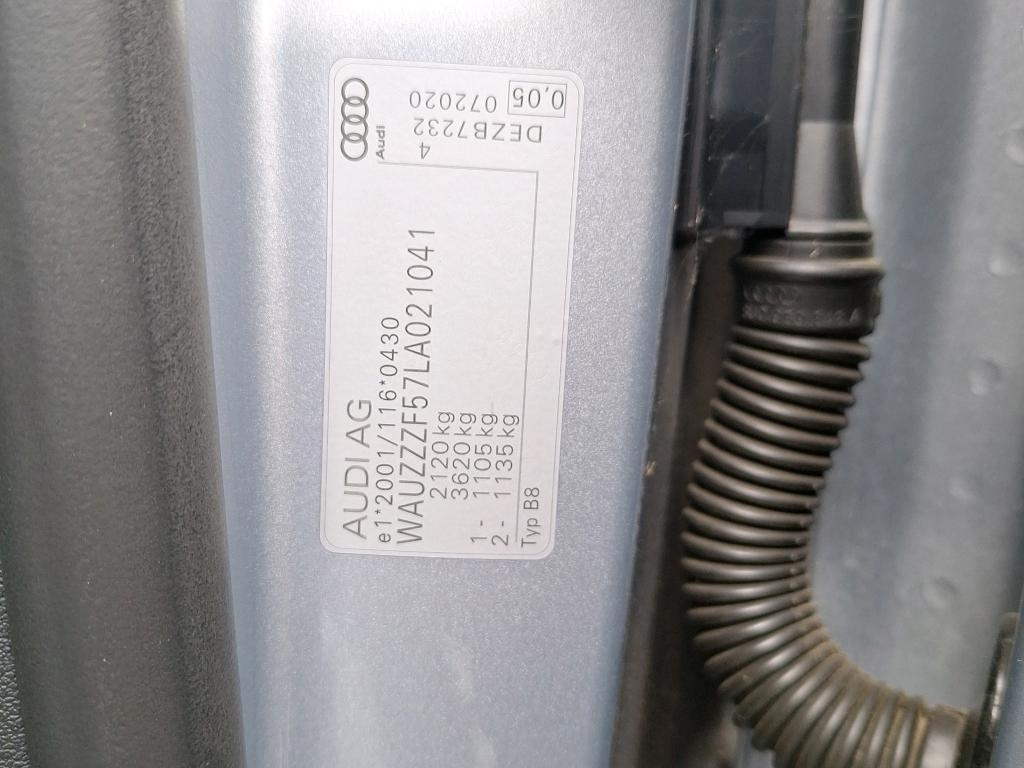 AUDI AG
e1*2001/116*0430
WAUZZZF57LA021041
2120 kg
3620 kg
1 - 1105 kg
2 - 1135 kg
Typ B8
Audi
4
DEZB7232
072020
0,05